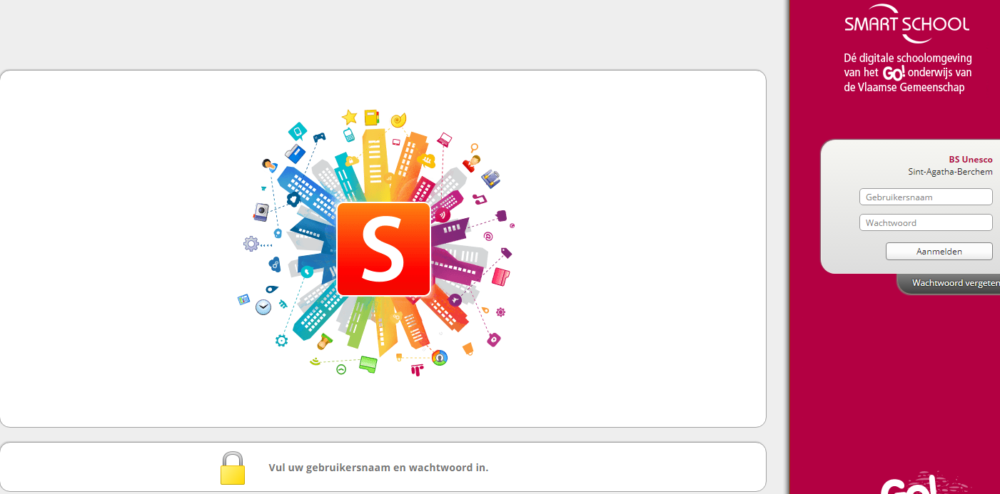 SMART SCHOOL
Dé digitale schoolomgeving
van het GO! onderwijs van
de Vlaamse Gemeenschap
BS Unesco
Sint-Agatha-Berchem
Gebruikersnaam
Wachtwoord
Aanmelden
Wachtwoord vergeten
S
Vul uw gebruikersnaam en wachtwoord in.
GO!